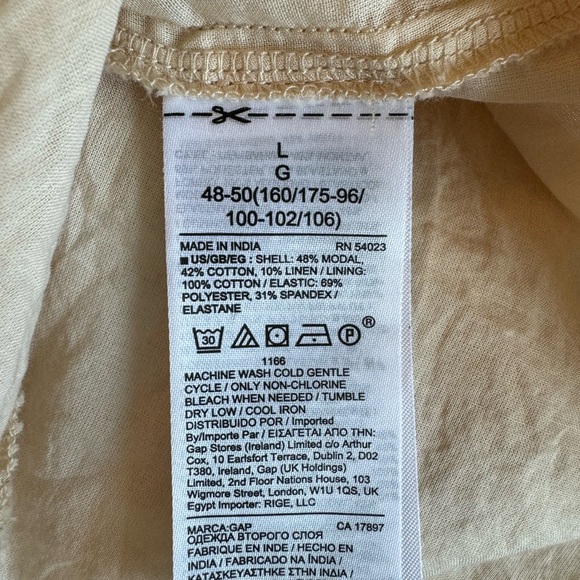 L
G
48-50(160/175-96/
100-102/106)
MADE IN INDIA RN 54023
■ US/GB/EG : SHELL: 48% MODAL,
42% COTTON, 10% LINEN / LINING:
100% COTTON / ELASTIC: 69%
POLYESTER, 31% SPANDEX /
ELASTANE
30 P ®
1166
MACHINE WASH COLD GENTLE
CYCLE / ONLY NON-CHLORINE
BLEACH WHEN NEEDED / TUMBLE
DRY LOW / COOL IRON
DISTRIBUIDO POR / Imported
By/Importe Par / ΕΙΣΑΓΕΤΑΙ ΑΠΟ ΤΗΝ:
Gap Stores (Ireland) Limited c/o Arthur
Cox, 10 Earlsfort Terrace, Dublin 2, D02
T380, Ireland, Gap (UK Holdings)
Limited, 2nd Floor Nations House, 103
Wigmore Street, London, W1U 1QS, UK
Egypt Importer: RIGE, LLC
MARCA:GAP CA 17897
ОДЕЖДА ВТОРОГО СЛОЯ
FABRIQUE EN INDE / HECHO EN
INDIA / FABRICADO NA INDIA /
ΚΑΤΑΣΚΕΥΑΣΤΗΚΕ ΣΤΗΝ ΙΝΔΙΑ /